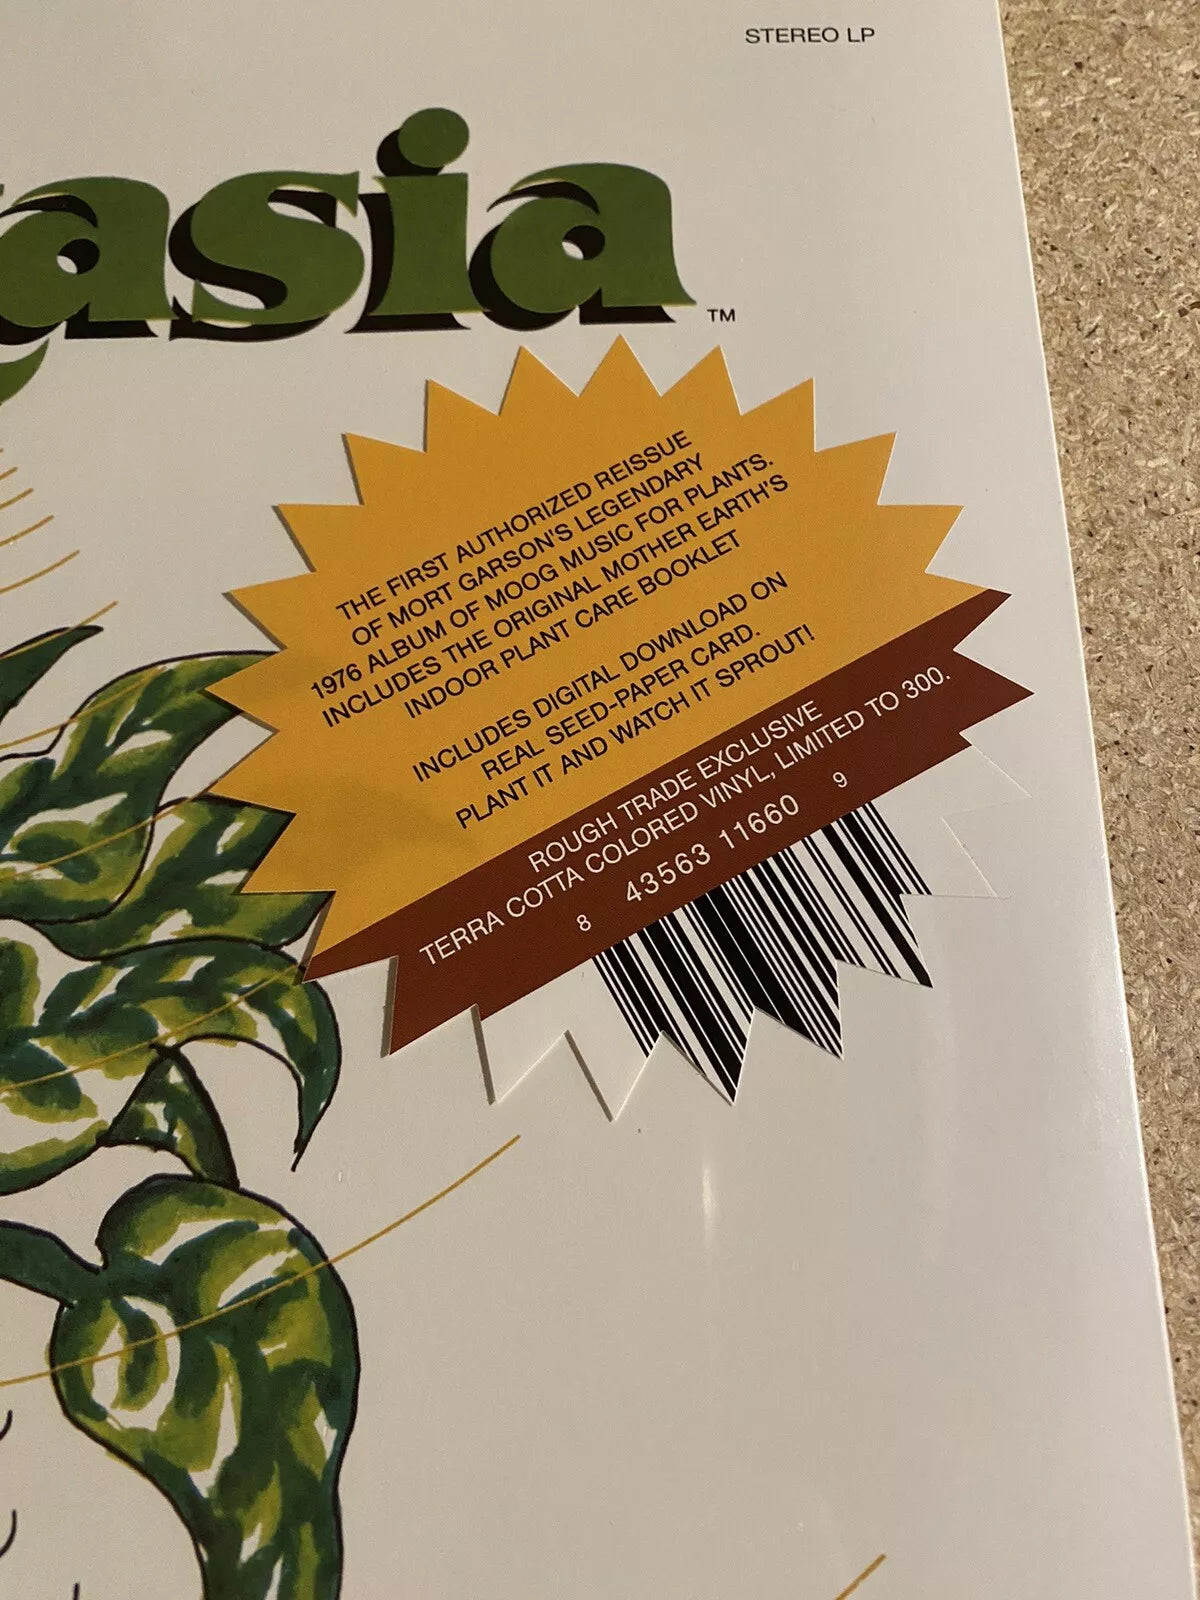 STEREO LP
asia
™
THE FIRST AUTHORIZED REISSUE
OF MORT GARSON'S LEGENDARY
1976 ALBUM OF MOOG MUSIC FOR PLANTS.
INCLUDES THE ORIGINAL MOTHER EARTH'S
INDOOR PLANT CARE BOOKLET
INCLUDES DIGITAL DOWNLOAD ON
REAL SEED-PAPER CARD.
PLANT IT AND WATCH IT SPROUT!
ROUGH TRADE EXCLUSIVE
TERRA COTTA COLORED VINYL, LIMITED TO 300.
8 43563 11660 9